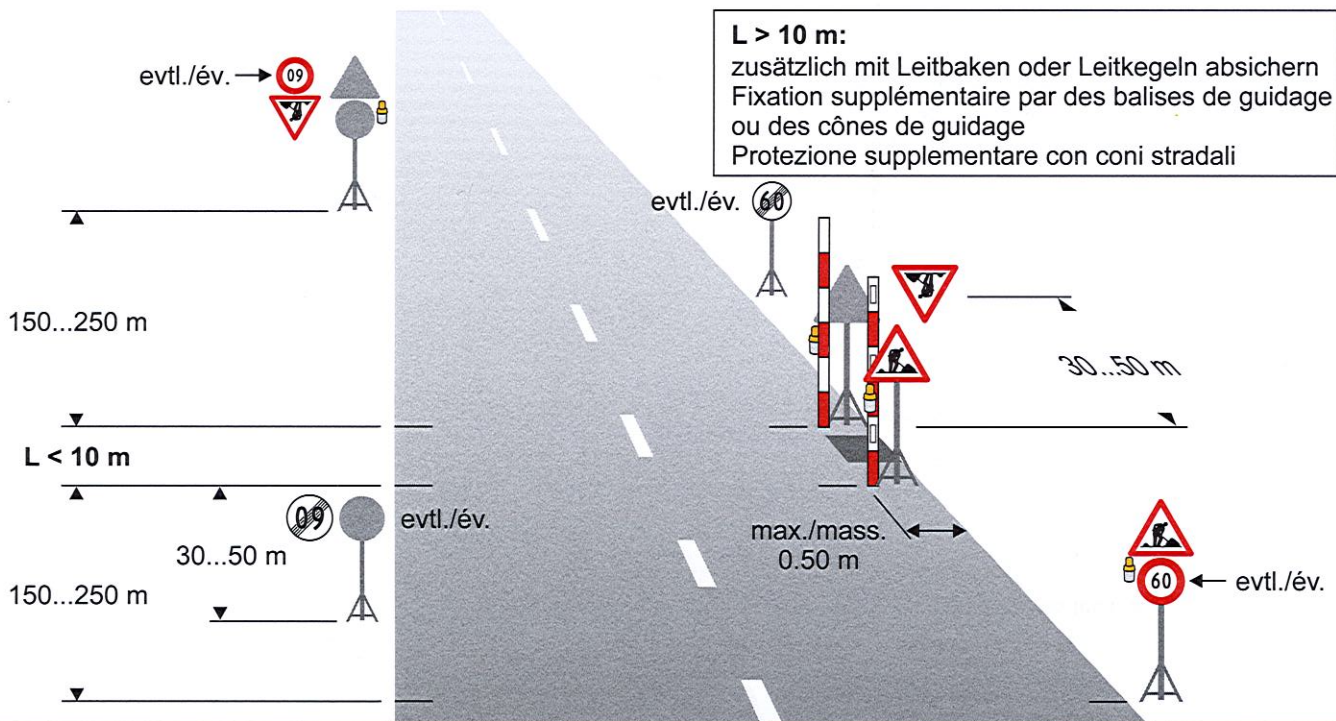 L > 10 m:
zusätzlich mit Leitbaken oder Leitkegeln absichern
Fixation supplémentaire par des balises de guidage
ou des cônes de guidage
Protezione supplementare con coni stradali
evtl./év.
60
evtl./év.
60
150...250 m
30...50 m
L < 10 m
60
evtl./év.
30...50 m
150...250 m
max./mass.
0.50 m
60
evtl./év.